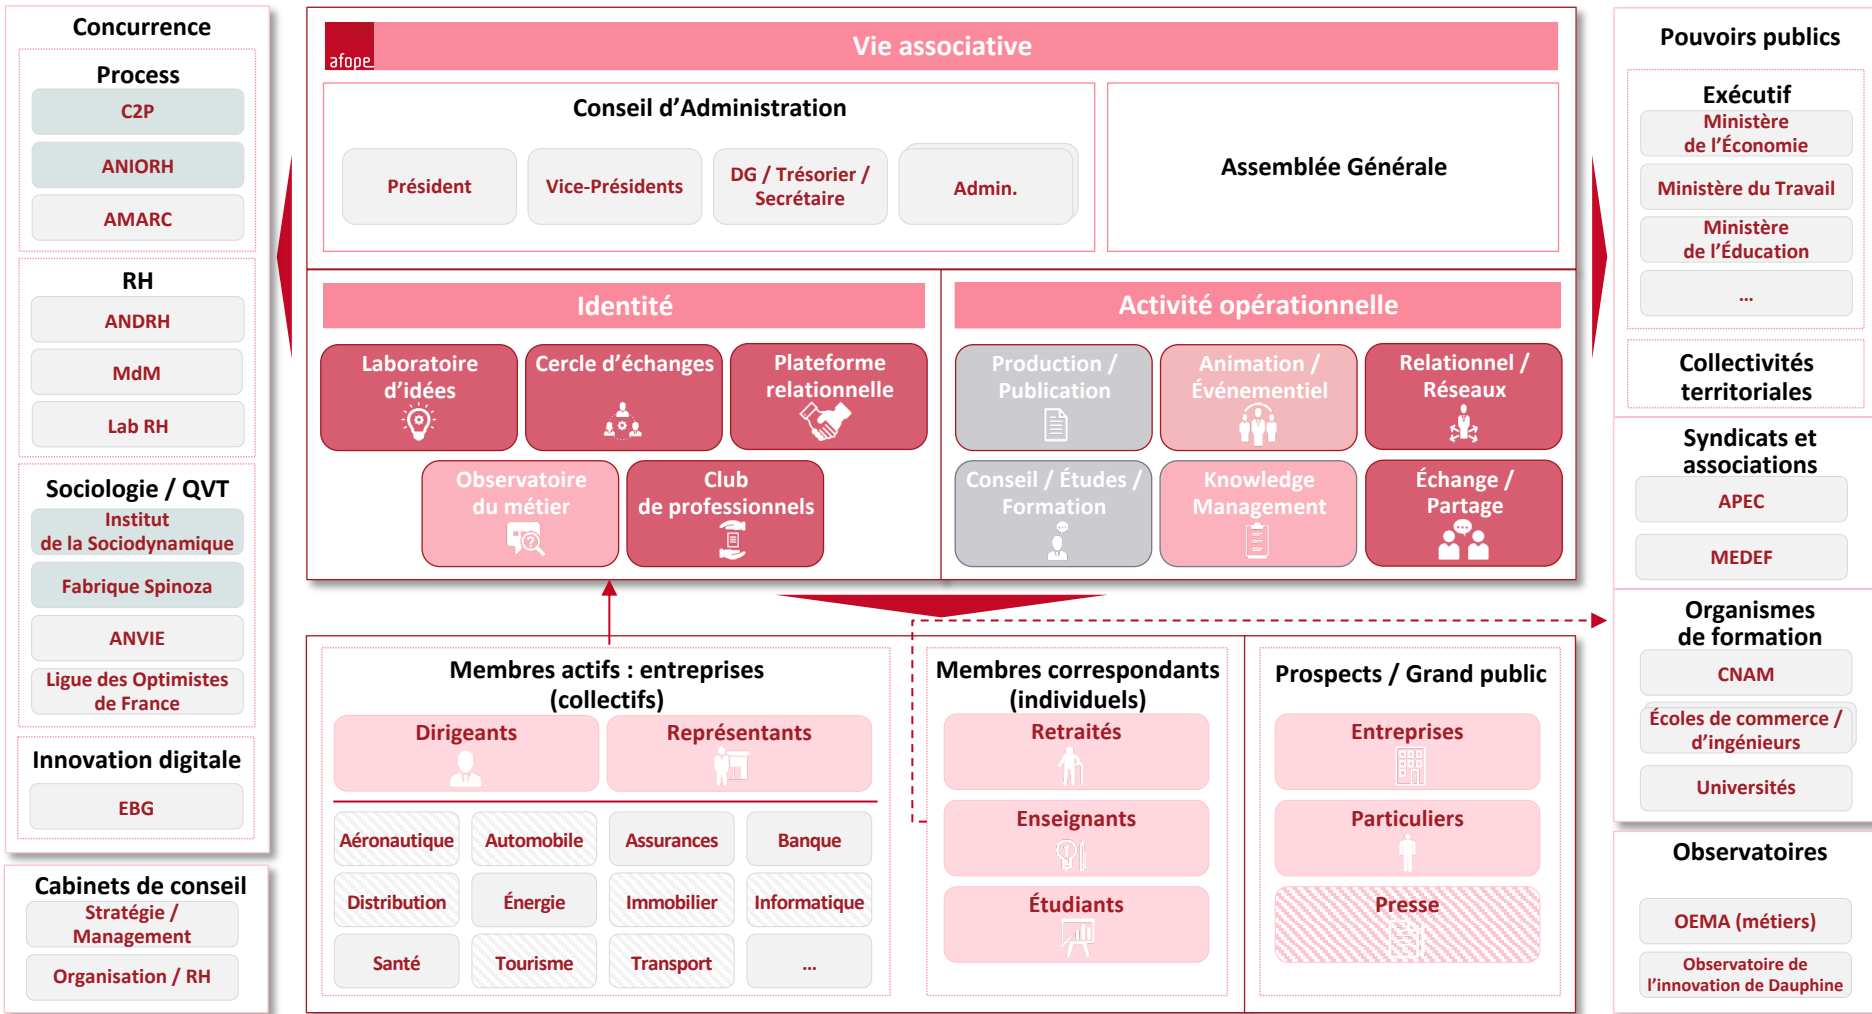 Concurrence
Process
C2P
ANIORH
AMARC
RH
ANDRH
MdM
Lab RH
Sociologie / QVT
Institut
de la Sociodynamique
Fabrique Spinoza
ANVIE
Ligue des Optimistes
de France
Innovation digitale
EBG
Cabinets de conseil
Stratégie /
Management
Organisation / RH
afope
Vie associative
Conseil d'Administration
Président
Vice-Présidents
DG / Trésorier /
Secrétaire
Admin.
Assemblée Générale
Identité
Laboratoire
d'idées
Cercle d'échanges
Plateforme
relationnelle
Observatoire
du métier
Club
de professionnels
Activité opérationnelle
Production /
Publication
Animation /
Événementiel
Relationnel /
Réseaux
Conseil / Études /
Formation
Knowledge
Management
Échange /
Partage
Membres actifs : entreprises
(collectifs)
Dirigeants
Représentants
Aéronautique
Automobile
Assurances
Banque
Distribution
Énergie
Immobilier
Informatique
Santé
Tourisme
Transport
...
Membres correspondants
(individuels)
Retraités
Enseignants
Étudiants
Prospects / Grand public
Entreprises
Particuliers
Presse
Pouvoirs publics
Exécutif
Ministère
de l'Économie
Ministère du Travail
Ministère
de l'Éducation
...
Collectivités
territoriales
Syndicats et
associations
APEC
MEDEF
Organismes
de formation
CNAM
Écoles de commerce /
d'ingénieurs
Universités
Observatoires
OEMA (métiers)
Observatoire de
l'innovation de Dauphine